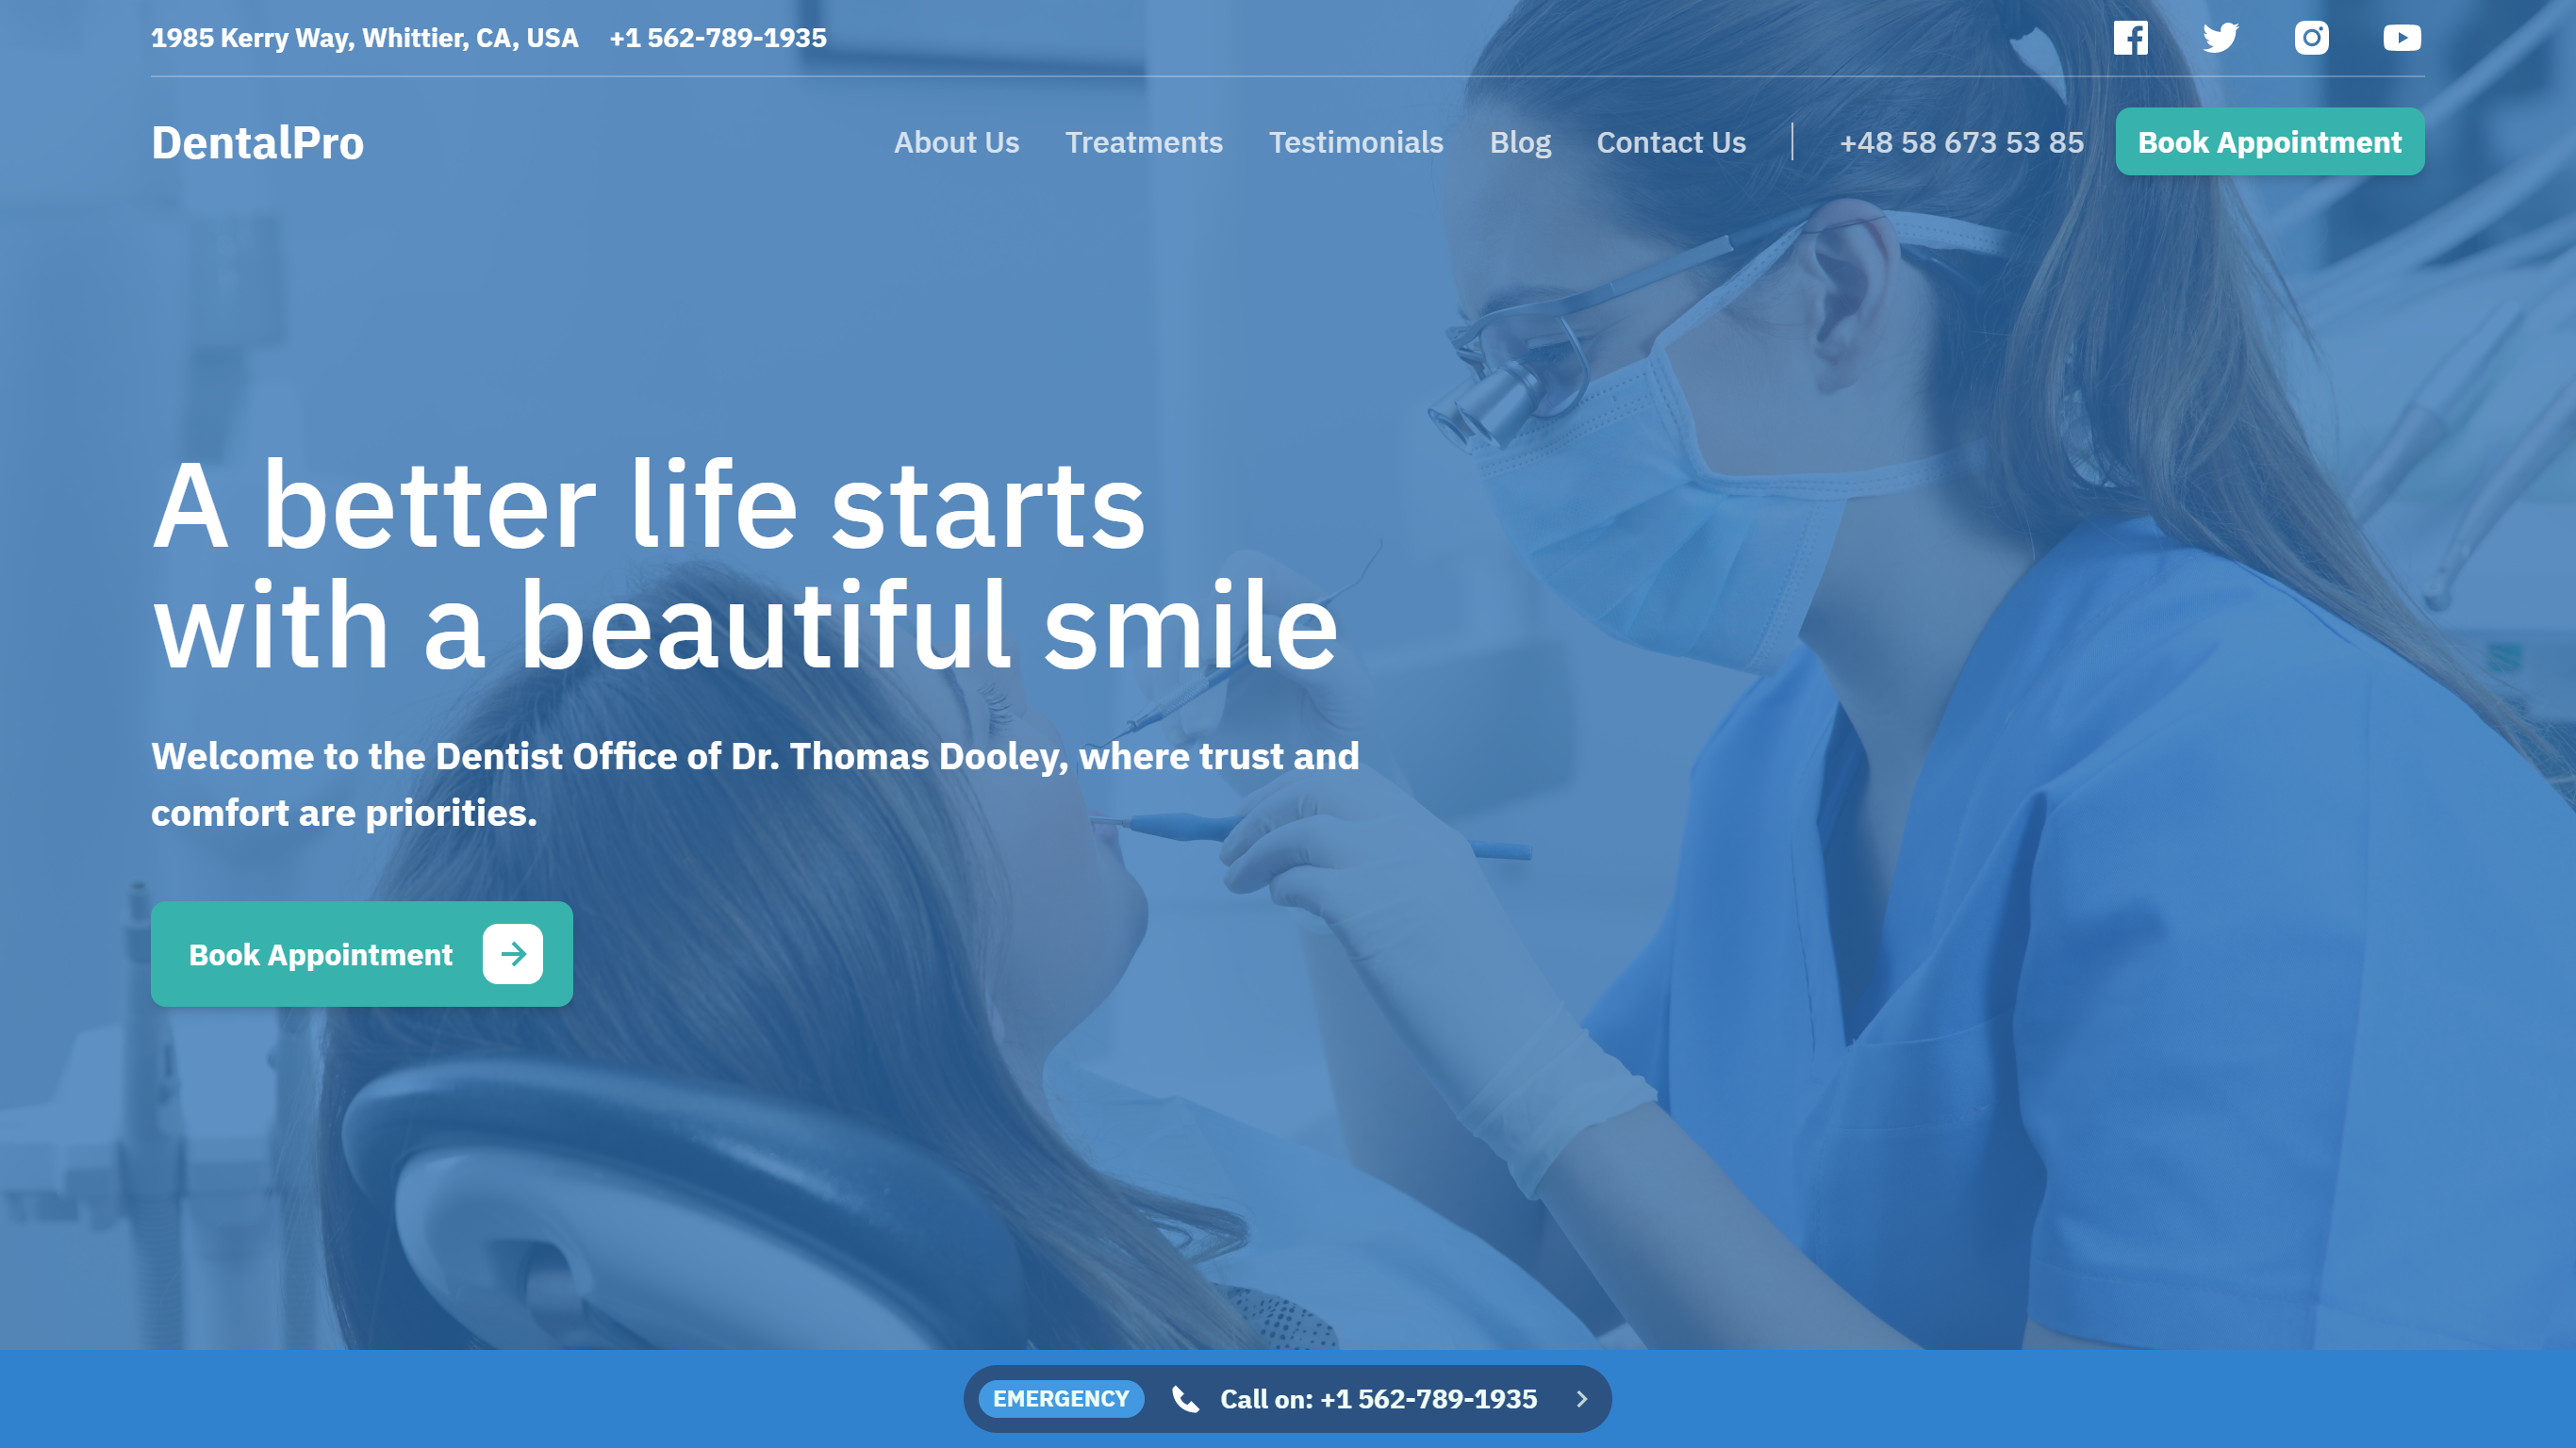 1985 Kerry Way, Whittier, CA, USA +1 562-789-1935
DentalPro About Us Treatments Testimonials Blog Contact Us +48 58 673 53 85 Book Appointment
A better life starts
with a beautiful smile
Welcome to the Dentist Office of Dr. Thomas Dooley, where trust and
comfort are priorities.
Book Appointment
EMERGENCY Call on: +1 562-789-1935